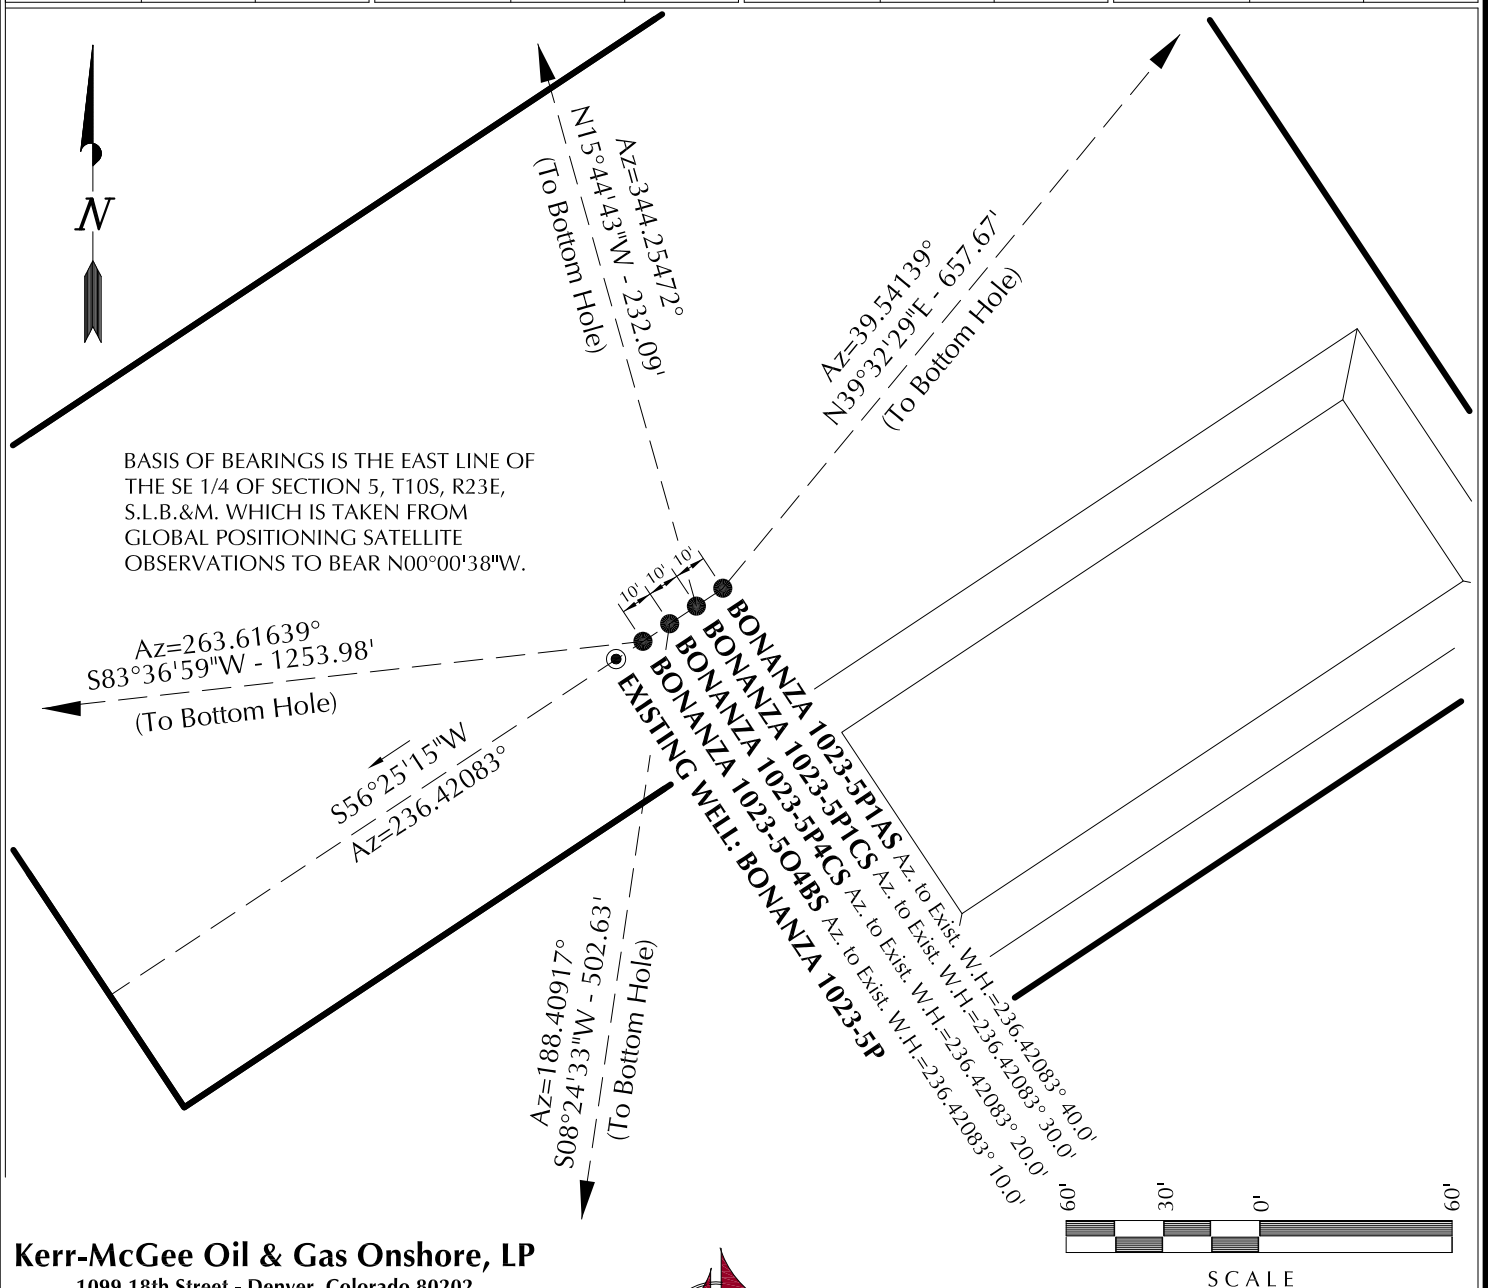 N
Az=344.25472°
N15°44'43"W - 232.09'
(To Bottom Hole)
Az=39.54139°
N39°32'29"E - 657.67'
(To Bottom Hole)
BASIS OF BEARINGS IS THE EAST LINE OF
THE SE 1/4 OF SECTION 5, T10S, R23E,
S.L.B.&M. WHICH IS TAKEN FROM
GLOBAL POSITIONING SATELLITE
OBSERVATIONS TO BEAR N00°00'38"W.
10'
10'
10'
Az=263.61639°
S83°36'59"W - 1253.98'
(To Bottom Hole)
S56°25'15"W
Az=236.42083°
BONANZA 1023-5P1AS Az. to Exist. W.H.=236.42083° 40.0'
BONANZA 1023-5P1CS Az. to Exist. W.H.=236.42083° 30.0'
BONANZA 1023-5P4CS Az. to Exist. W.H.=236.42083° 20.0'
BONANZA 1023-5O4BS Az. to Exist. W.H.=236.42083° 10.0'
EXISTING WELL: BONANZA 1023-5P
Az=188.40917°
S08°24'33"W - 502.63'
(To Bottom Hole)
60' 30' 0' 60'
SCALE
Kerr-McGee Oil & Gas Onshore, LP
1099 18th Street - Denver, Colorado 80202